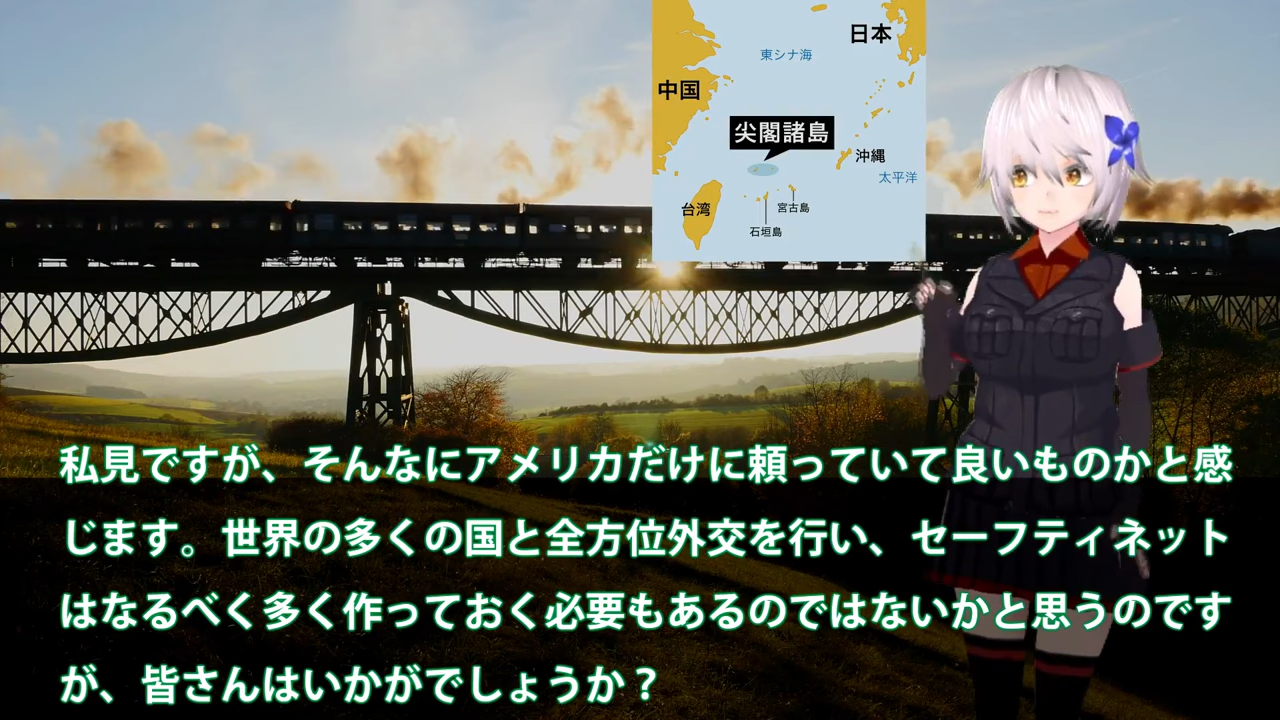 日本
東シナ海
中国
尖閣諸島
沖縄
太平洋
台湾
宮古島
石垣島
私見ですが、そんなにアメリカだけに頼っていて良いものかと感
じます。世界の多くの国と全方位外交を行い、セーフティネット
はなるべく多く作っておく必要もあるのではないかと思うのです
が、皆さんはいかがでしょうか？